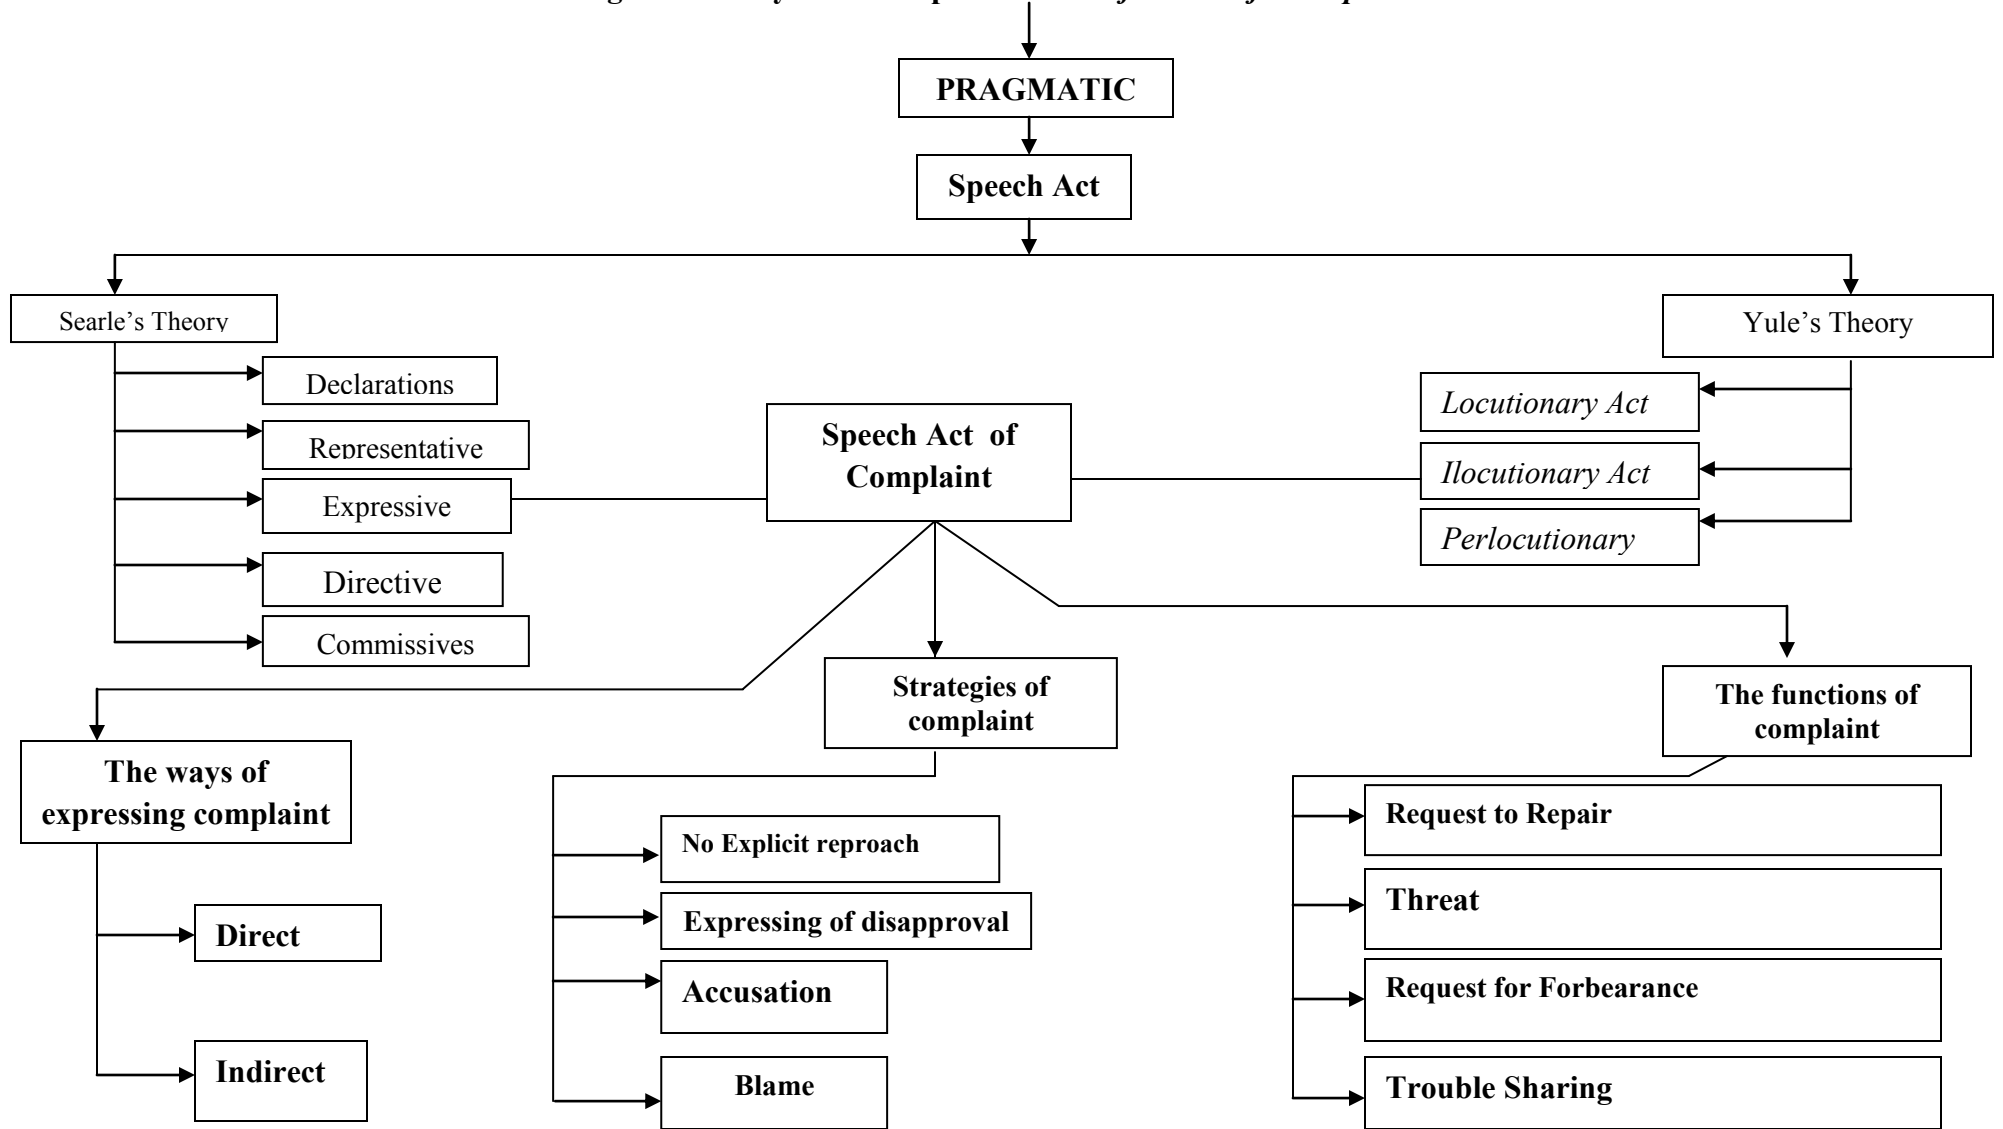 PRAGMATIC
Speech Act
Searle's Theory
Yule's Theory
Declarations
Representative
Expressive
Directive
Commissives
Speech Act of
Complaint
Locutionary Act
Ilocutionary Act
Perlocutionary
The ways of
expressing complaint
Direct
Indirect
Strategies of
complaint
No Explicit reproach
Expressing of disapproval
Accusation
Blame
The functions of
complaint
Request to Repair
Threat
Request for Forbearance
Trouble Sharing